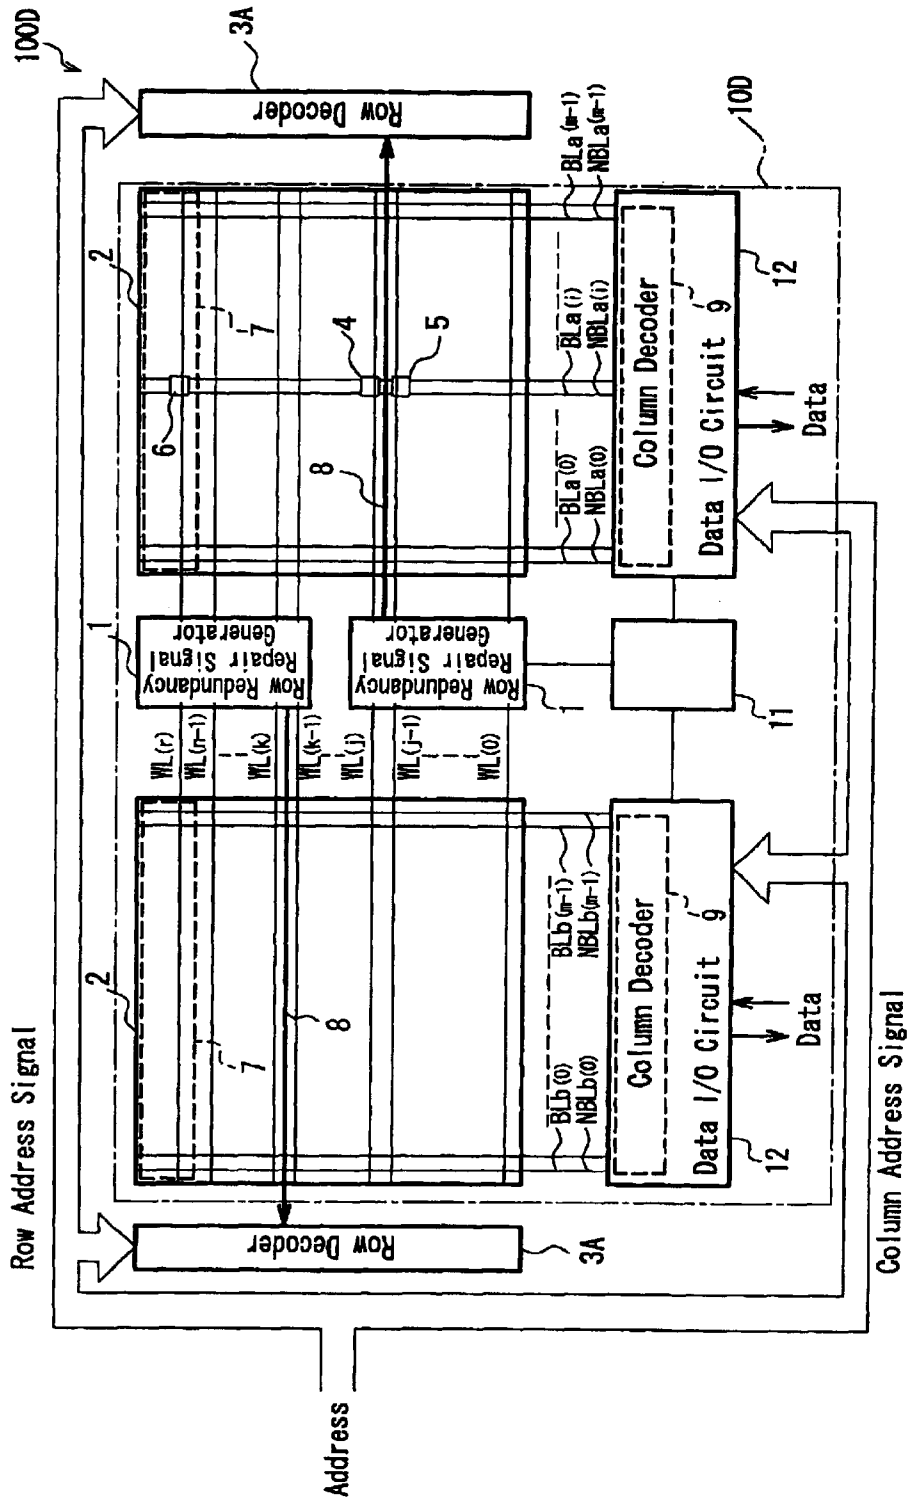 100D
Row Address Signal
Address
Column Address Signal
3A
Row Decoder
2
7
8
1
Row Redundancy
Repair Signal
Generator
WL(r)
WL(n-1)
WL(k)
WL(k-1)
WL(j)
WL(j-1)
WL(0)
1
Row Redundancy
Repair Signal
Generator
2
7
6
4
5
8
3A
Row Decoder
BLb(0)
NBLb(0)
BLb(m-1)
NBLb(m-1)
BLa(0)
NBLa(0)
BLa(i)
NBLa(i)
BLa(m-1)
NBLa(m-1)
10D
Column Decoder
9
Data I/O Circuit
12
Data
11
Column Decoder
9
Data I/O Circuit
12
Data